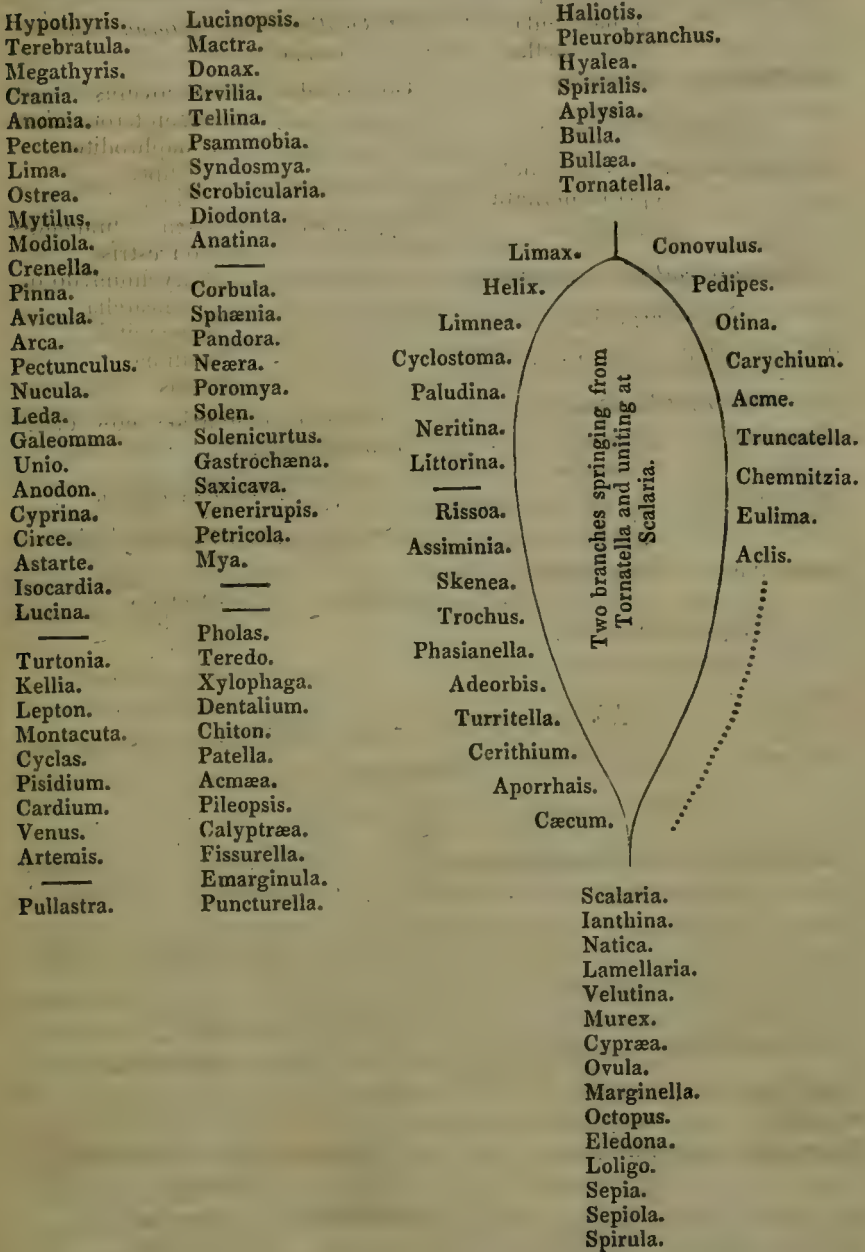 Hypothyris.
Terebratula.
Megathyris.
Crania.
Anomia.
Pecten.
Lima.
Ostrea.
Mytilus.
Modiola.
Crenella.
Pinna.
Avicula.
Arca.
Pectunculus.
Nucula.
Leda.
Galeomma.
Unio.
Anodon.
Cyprina.
Circe.
Astarte.
Isocardia.
Lucina.
Turtonia.
Kellia.
Lepton.
Montacuta.
Cyclas.
Pisidium.
Cardium.
Venus.
Artemis.
Pullastra.
Lucinopsis.
Mactra.
Donax.
Ervilia.
Tellina.
Psammobia.
Syndosmya.
Scrobicularia.
Diodonta.
Anatina.
Corbula.
Sphænia.
Pandora.
Neæra.
Poromya.
Solen.
Solenicurtus.
Gastrochæna.
Saxicava.
Venerirupis.
Petricola.
Mya.
Pholas.
Teredo.
Xylophaga.
Dentalium.
Chiton.
Patella.
Acmæa.
Pileopsis.
Calyptræa.
Fissurella.
Emarginula.
Puncturella.
Haliotis.
Pleurobranchus.
Hyalea.
Spirialis.
Aplysia.
Bulla.
Bullæa.
Tornatella.
Limax.
Helix.
Limnea.
Cyclostoma.
Paludina.
Neritina.
Littorina.
Rissoa.
Assiminia.
Skenea.
Trochus.
Phasianella.
Adeorbis.
Turritella.
Cerithium.
Aporrhais.
Cæcum.
Two branches springing from
Tornatella and uniting at
Scalaria.
Conovulus.
Pedipes.
Otina.
Carychium.
Acme.
Truncatella.
Chemnitzia.
Eulima.
Aclis.
Scalaria.
Ianthina.
Natica.
Lamellaria.
Velutina.
Murex.
Cypræa.
Ovula.
Marginella.
Octopus.
Eledona.
Loligo.
Sepia.
Sepiola.
Spirula.